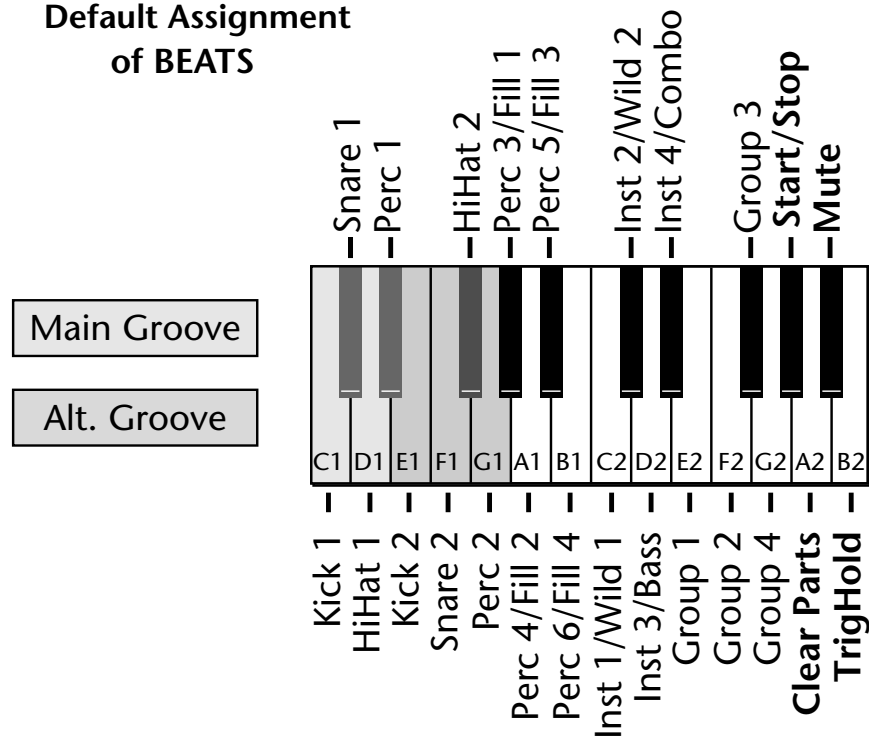 Default Assignment
of BEATS
Snare 1
Perc 1
HiHat 2
Perc 3/Fill 1
Perc 5/Fill 3
Inst 2/Wild 2
Inst 4/Combo
Group 3
Start/Stop
Mute
Main Groove
Alt. Groove
C1 D1 E1 F1 G1 A1 B1 C2 D2 E2 F2 G2 A2 B2
Kick 1
HiHat 1
Kick 2
Snare 2
Perc 2
Perc 4/Fill 2
Perc 6/Fill 4
Inst 1/Wild 1
Inst 3/Bass
Group 1
Group 2
Group 4
Clear Parts
TrigHold